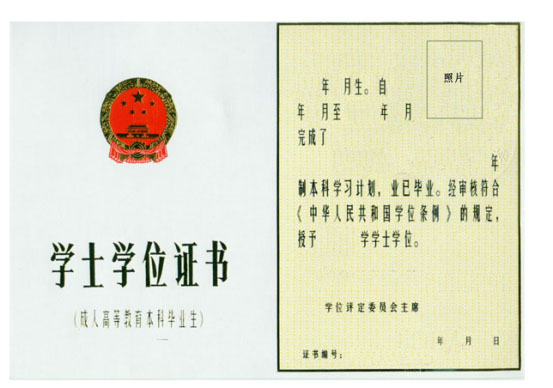 学士学位证书
(成人高等教育本科毕业生)
照片
年 月生。自
年 月至 年 月
完成了
年
制本科学习计划,业已毕业。经审核符合
《中华人民共和国学位条例》的规定,
授予 学学士学位。
学位评定委员会主席
年 月 日
证书编号: